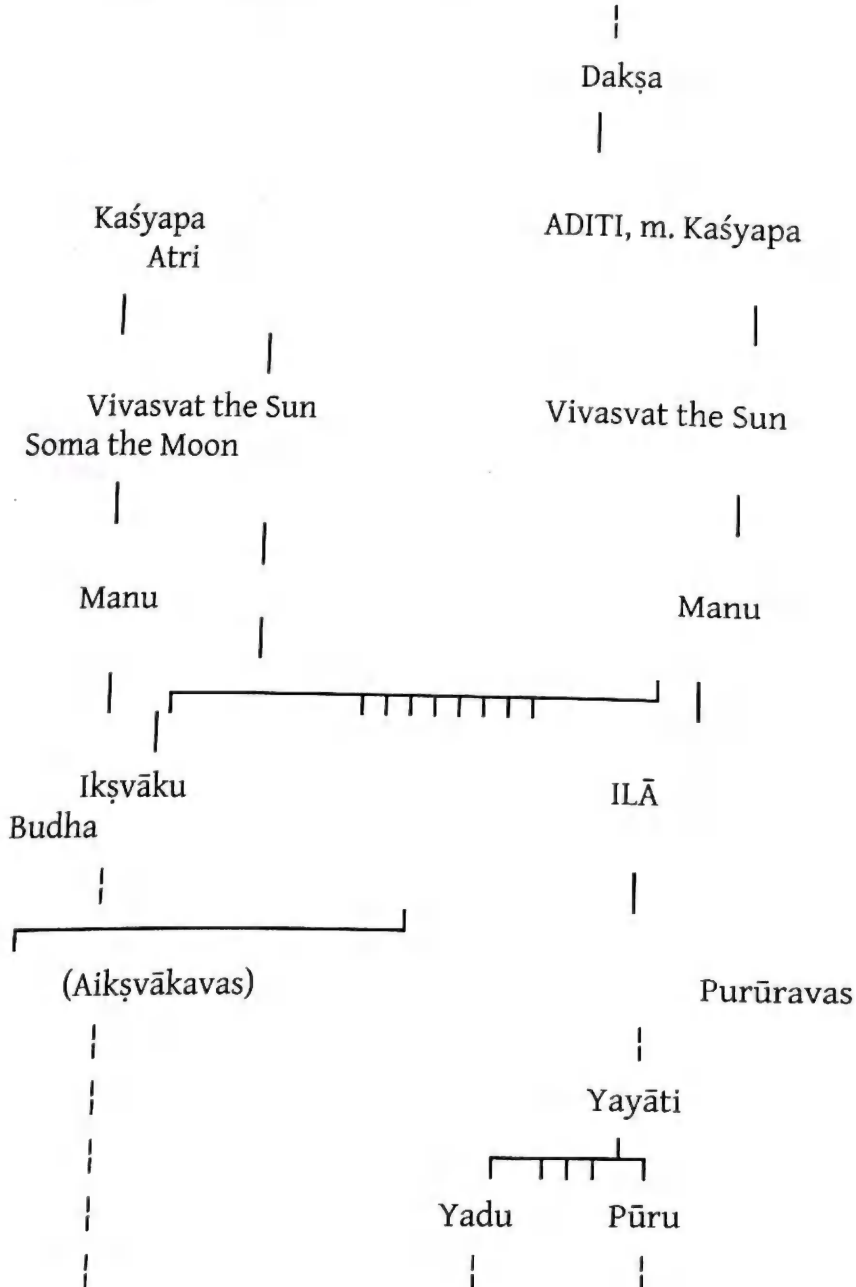 Dakṣa
Kaśyapa
Atri
ADITI, m. Kaśyapa
Vivasvat the Sun
Soma the Moon
Vivasvat the Sun
Manu
Manu
Ikṣvāku
Budha
ILĀ
(Aikṣvākavas)
Purūravas
Yayāti
Yadu
Pūru